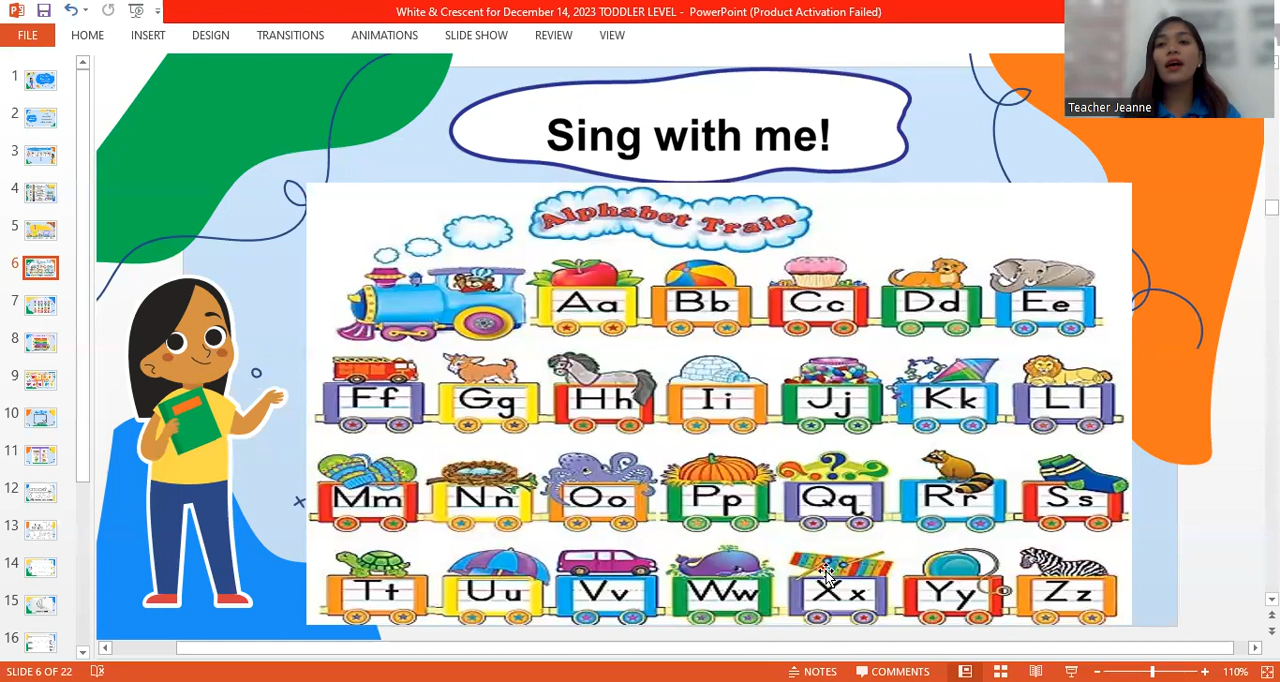 White & Crescent for December 14, 2023 TODDLER LEVEL - PowerPoint (Product Activation Failed)
FILE HOME INSERT DESIGN TRANSITIONS ANIMATIONS SLIDE SHOW REVIEW VIEW
Teacher Jeanne
1
2
3
4
5
6
7
8
9
10
11
12
13
14
15
16
Sing with me!
Alphabet Train
Aa Bb Cc Dd Ee
Ff Gg Hh Ii Jj Kk Ll
Mm Nn Oo Pp Qq Rr Ss
Tt Uu Vv Ww Xx Yy Zz
SLIDE 6 OF 22 NOTES COMMENTS 110%